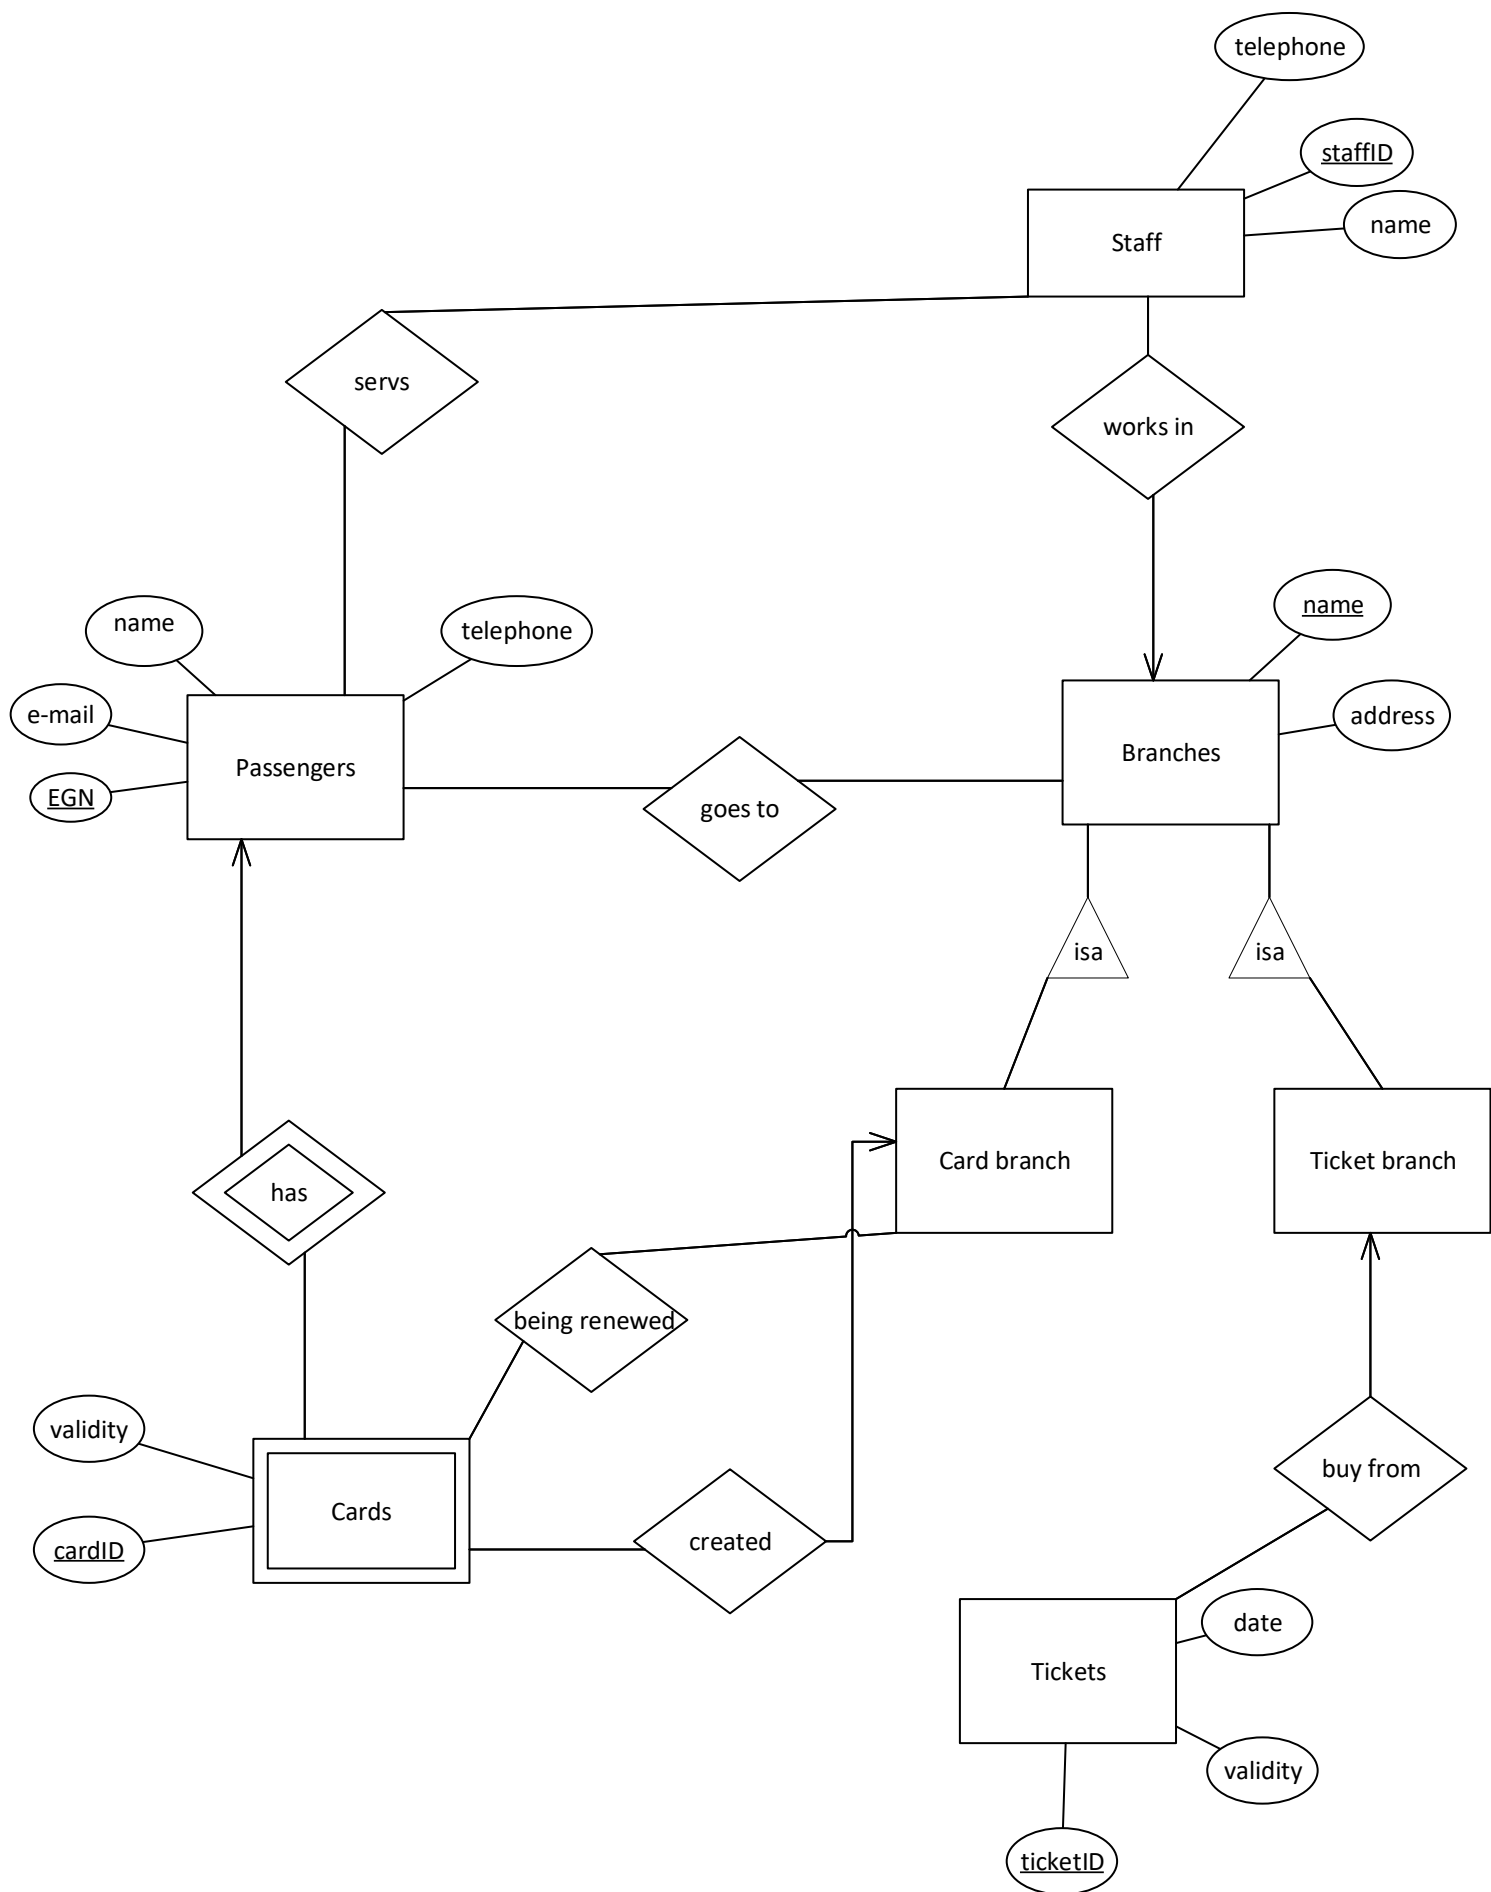 telephone
staffID
name
Staff
servs
works in
name
telephone
name
e-mail
address
Passengers
Branches
EGN
goes to
isa
isa
Card branch
Ticket branch
has
being renewed
validity
buy from
Cards
created
cardID
date
Tickets
validity
ticketID